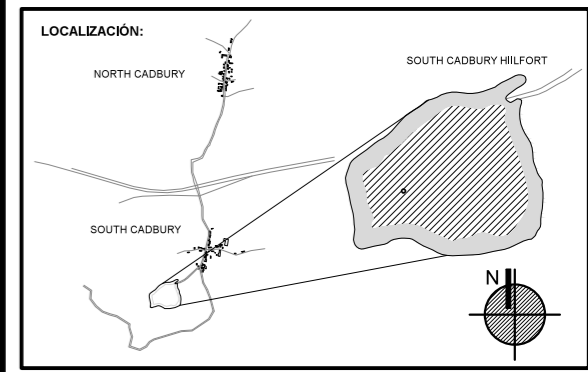 LOCALIZACIÓN:
SOUTH CADBURY HIILFORT
NORTH CADBURY
SOUTH CADBURY
N